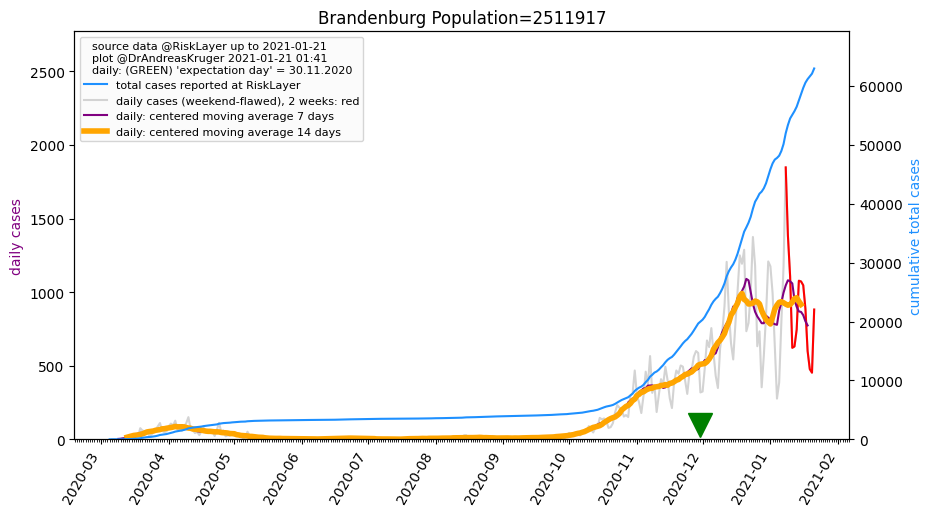 Brandenburg Population=2511917
source data @RiskLayer up to 2021-01-21
plot @DrAndreasKruger 2021-01-21 01:41
daily: (GREEN) 'expectation day' = 30.11.2020
total cases reported at RiskLayer
daily cases (weekend-flawed), 2 weeks: red
daily: centered moving average 7 days
daily: centered moving average 14 days
daily cases
2500
2000
1500
1000
500
0
60000
50000
40000
30000
20000
10000
0
cumulative total cases
2020-03
2020-04
2020-05
2020-06
2020-07
2020-08
2020-09
2020-10
2020-11
2020-12
2021-01
2021-02